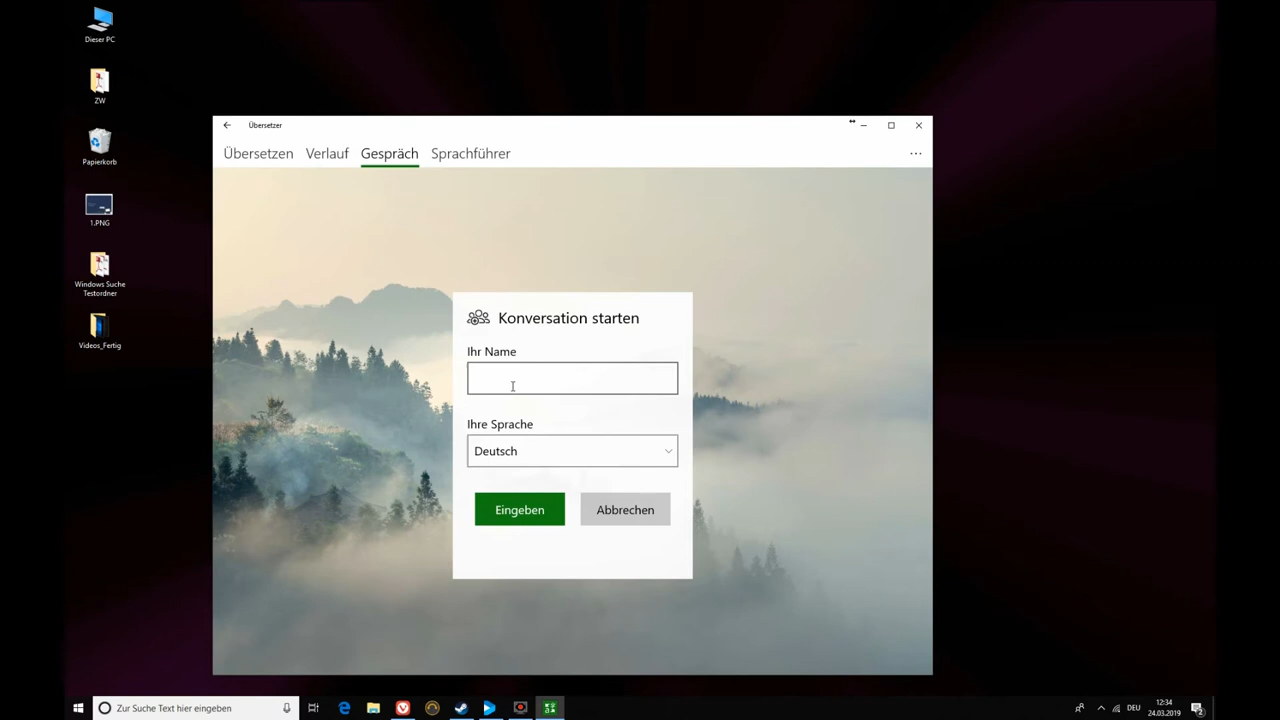 Dieser PC
ZW
Papierkorb
1.PNG
Windows Suche
Testordner
Videos_Fertig
Übersetzer
Übersetzen Verlauf Gespräch Sprachführer
Konversation starten
Ihr Name
Ihre Sprache
Deutsch
Eingeben Abbrechen
Zur Suche Text hier eingeben
DEU
12:34
24.03.2019
2